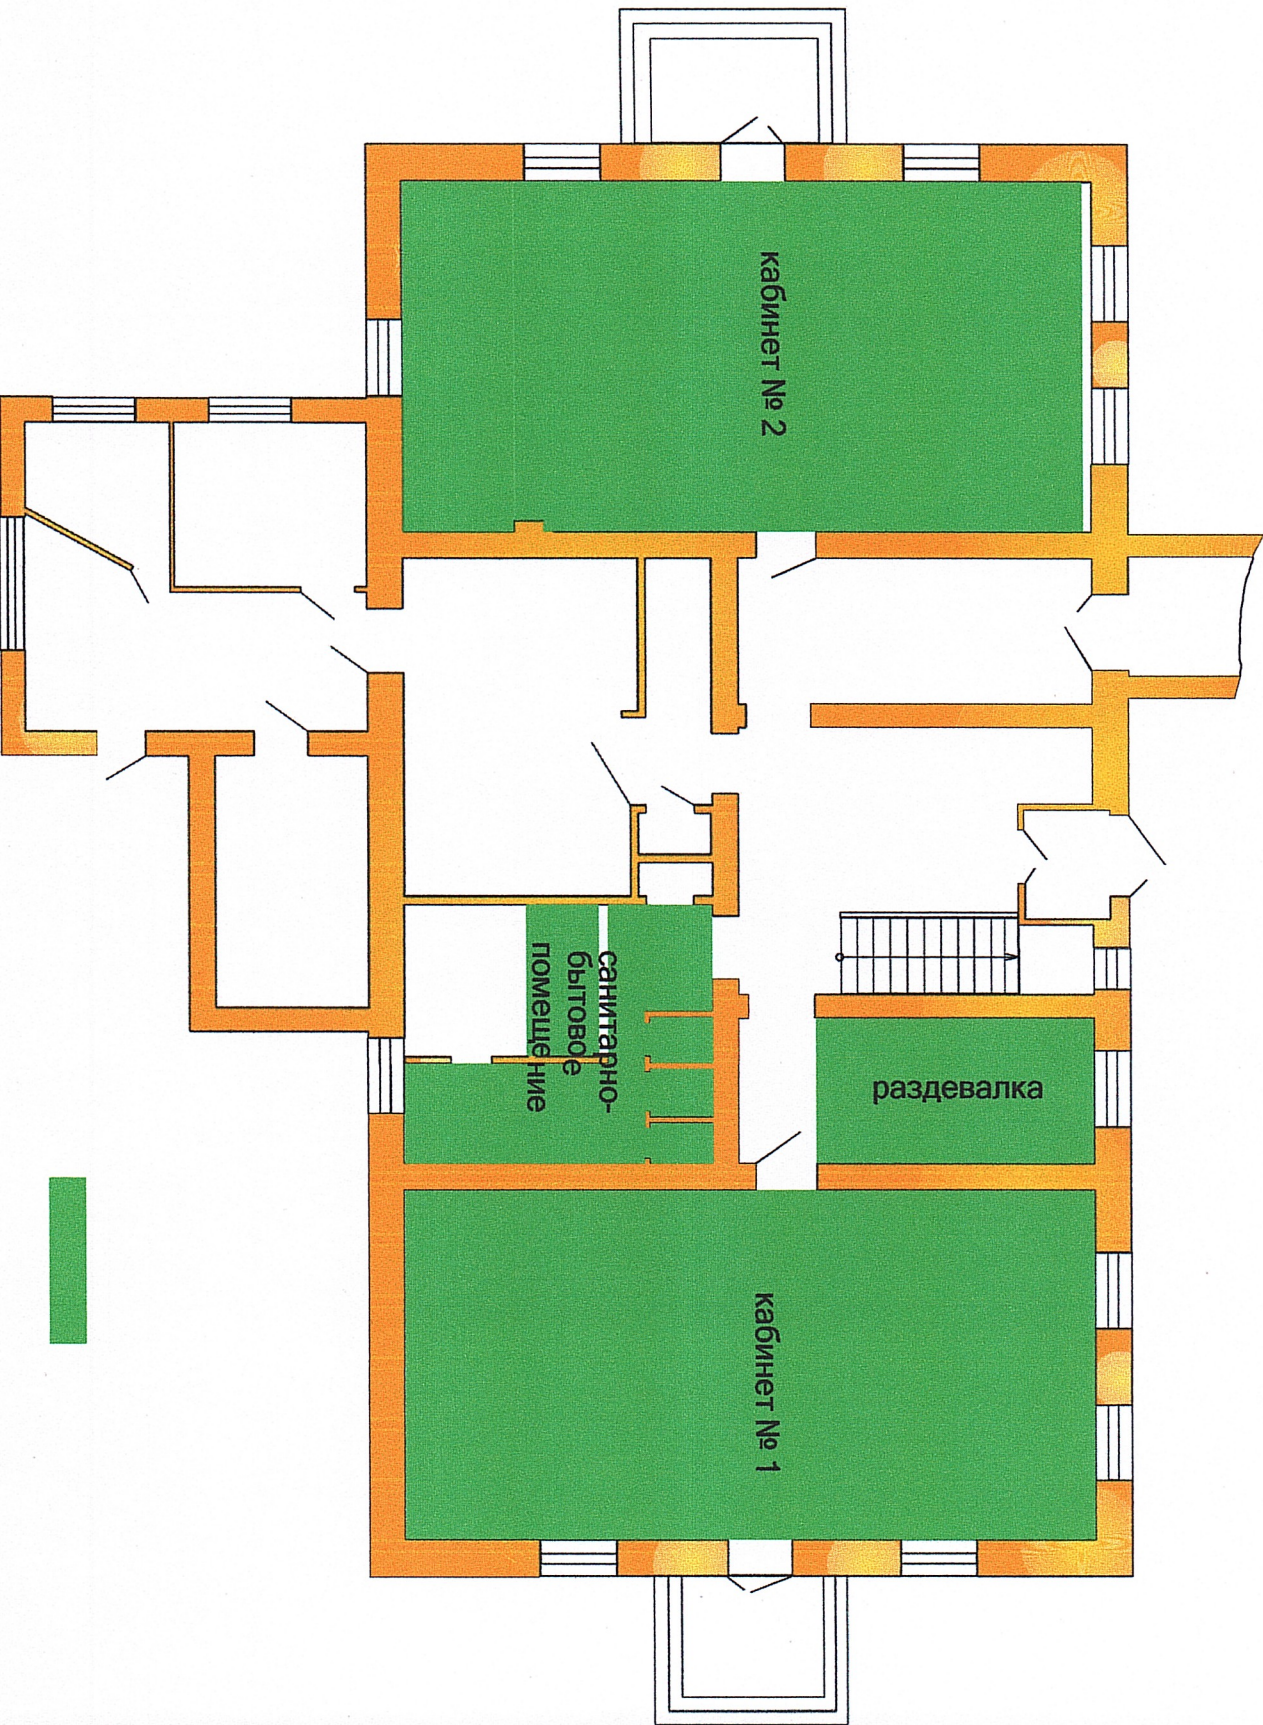 кабинет № 2
санитарно-
бытовое
помещение
раздевалка
кабинет № 1